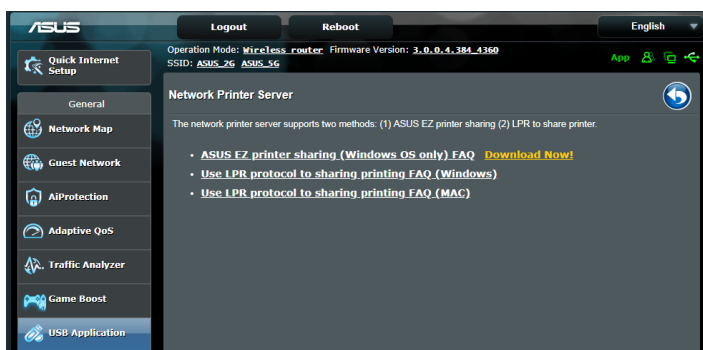 ASUS
Logout
Reboot
English
Operation Mode: Wireless router Firmware Version: 3.0.0.4.384_4360
SSID: ASUS_2G ASUS_5G
App
Quick Internet
Setup
General
Network Map
Guest Network
AiProtection
Adaptive QoS
Traffic Analyzer
Game Boost
USB Application
Network Printer Server
The network printer server supports two methods: (1) ASUS EZ printer sharing (2) LPR to share printer.
• ASUS EZ printer sharing (Windows OS only) FAQ Download Now!
• Use LPR protocol to sharing printing FAQ (Windows)
• Use LPR protocol to sharing printing FAQ (MAC)